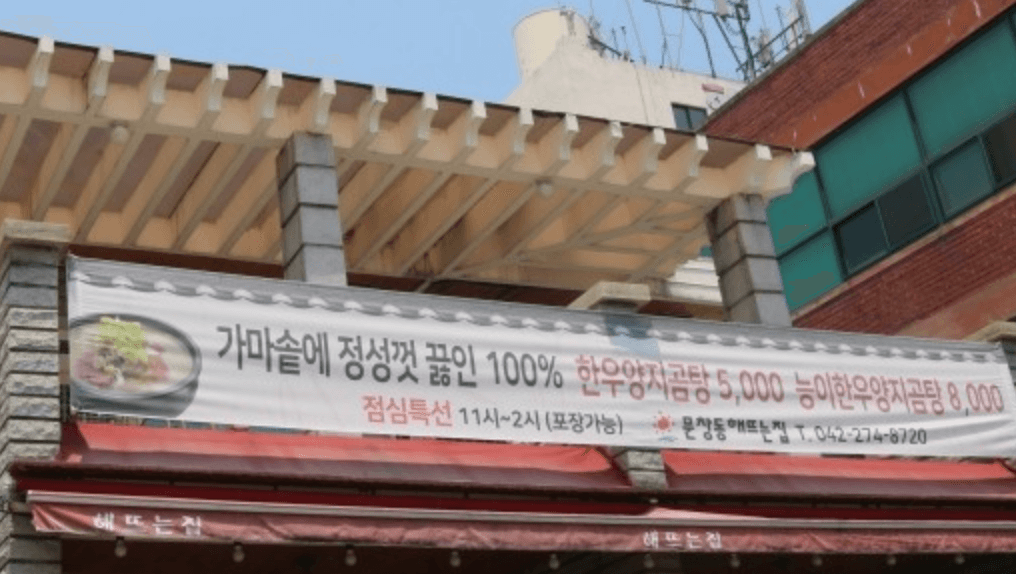 가마솥에 정성껏 끓인 100% 한우양지곰탕 5,000 능이한우양지곰탕 8,000
점심특선 11시~2시 (포장가능) 문창동해뜨는집 T. 042-274-8720
해뜨는집 해뜨는집